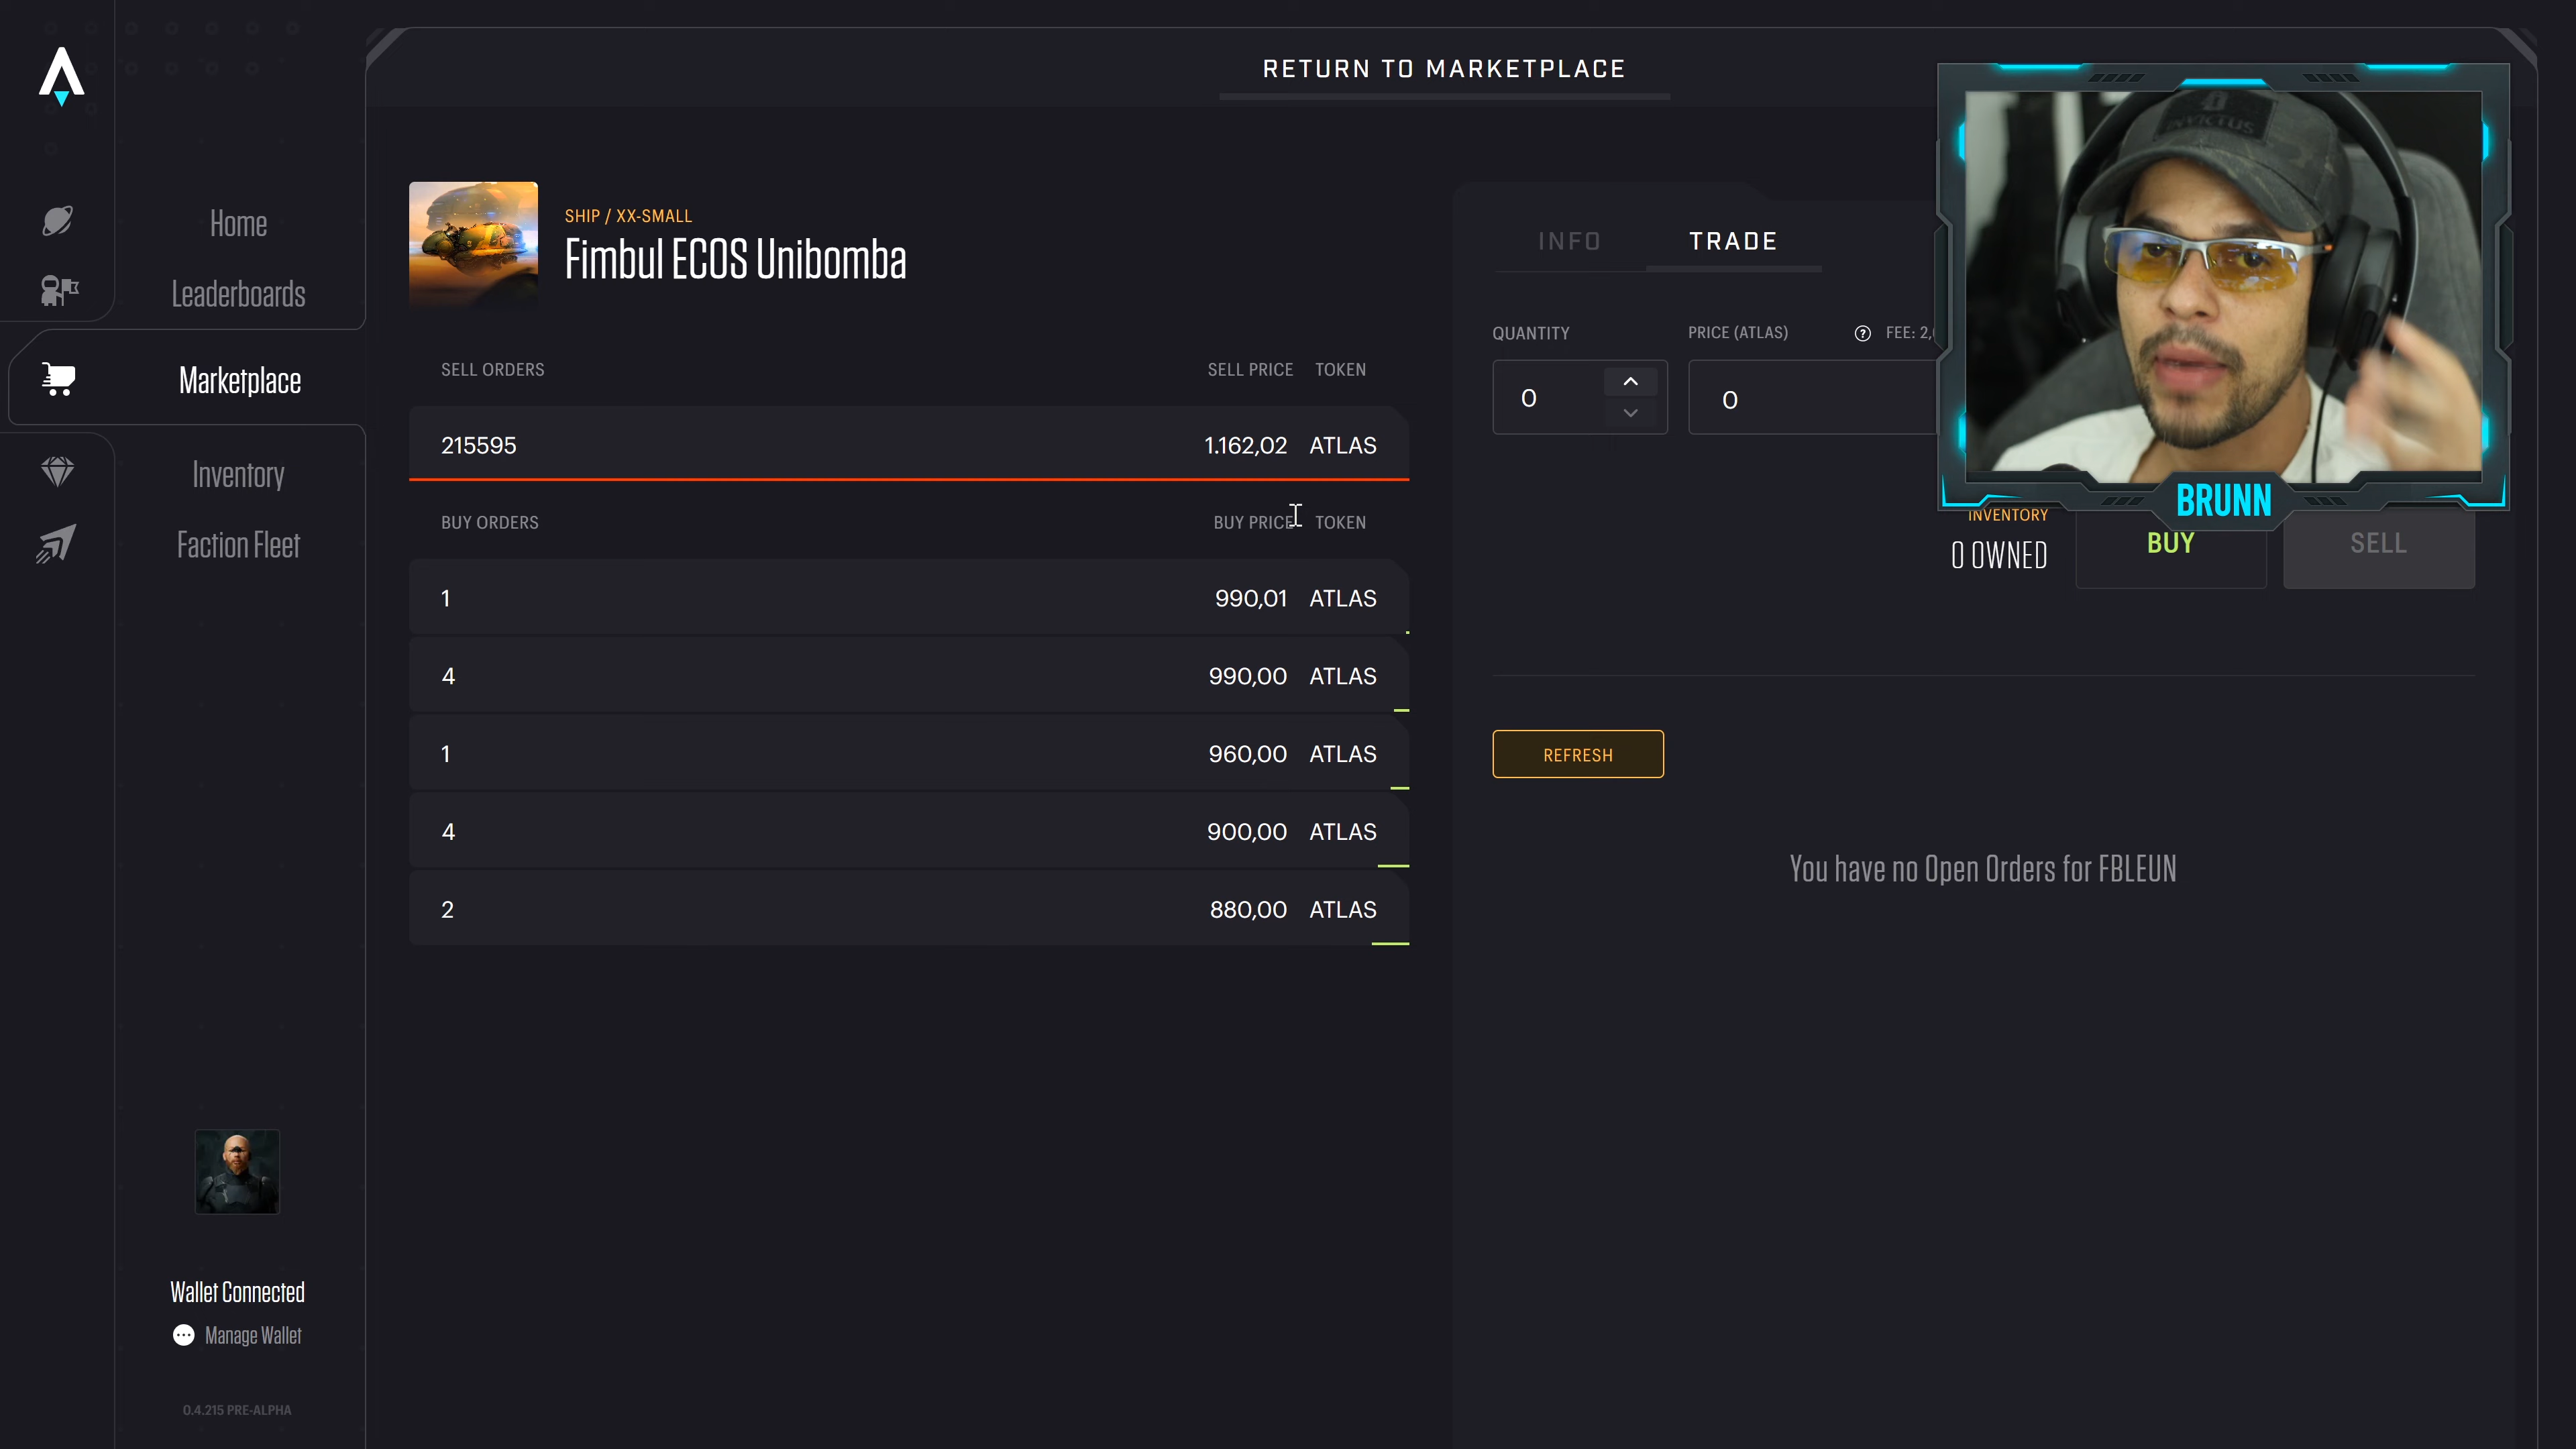 RETURN TO MARKETPLACE
Home
Leaderboards
Marketplace
Inventory
Faction Fleet
Wallet Connected
Manage Wallet
0.4.215 PRE-ALPHA
SHIP / XX-SMALL
Fimbul ECOS Unibomba
SELL ORDERS SELL PRICE TOKEN
215595 1.162,02 ATLAS
BUY ORDERS BUY PRICE TOKEN
1 990,01 ATLAS
4 990,00 ATLAS
1 960,00 ATLAS
4 900,00 ATLAS
2 880,00 ATLAS
INFO TRADE
QUANTITY PRICE (ATLAS) ? FEE: 2,
0 0
INVICTUS
BRUNN
INVENTORY
0 OWNED
BUY SELL
REFRESH
You have no Open Orders for FBLEUN